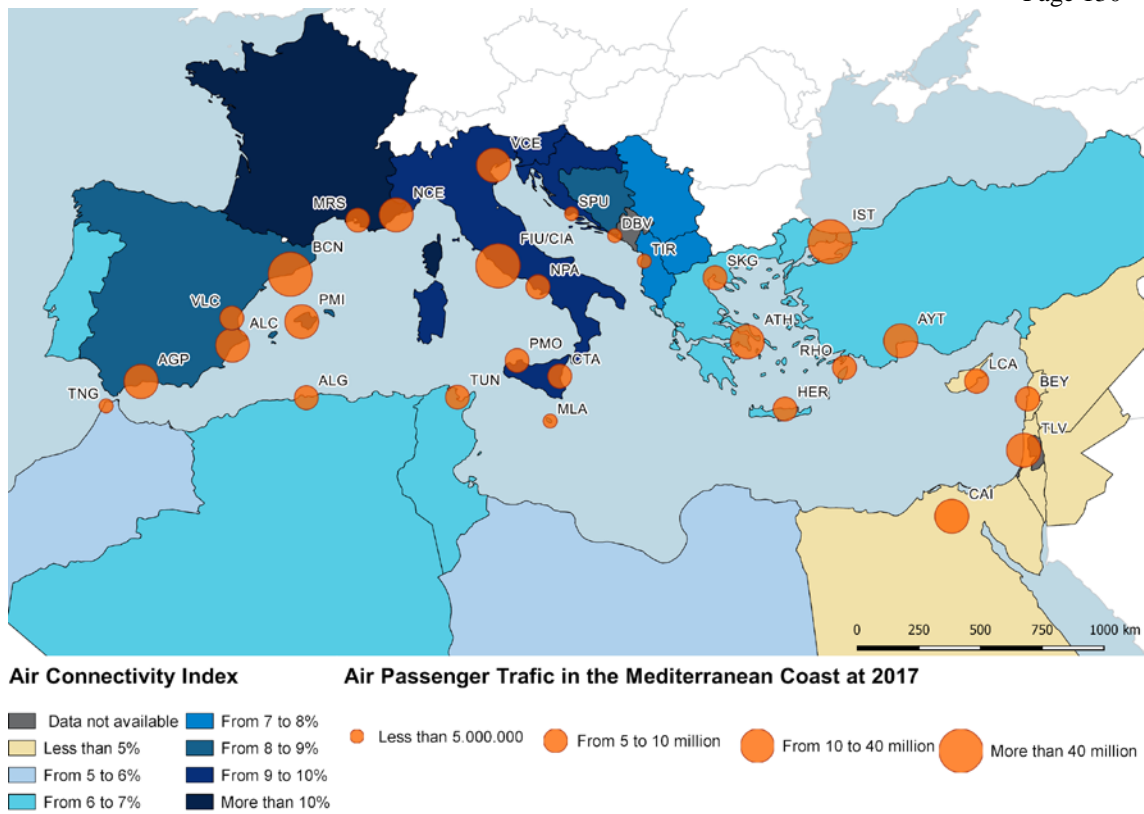 Page 150
VCE
NCE
MRS
SPU
DBV
IST
BCN
FIU/CIA
TIR
SKG
NPA
VLC
PMI
ALC
ATH
AYT
AGP
PMO
CTA
RHO
LCA
TNG
ALG
TUN
HER
BEY
MLA
TLV
CAI
0 250 500 750 1000 km
Air Connectivity Index
Data not available
Less than 5%
From 5 to 6%
From 6 to 7%
From 7 to 8%
From 8 to 9%
From 9 to 10%
More than 10%
Air Passenger Trafic in the Mediterranean Coast at 2017
Less than 5.000.000
From 5 to 10 million
From 10 to 40 million
More than 40 million